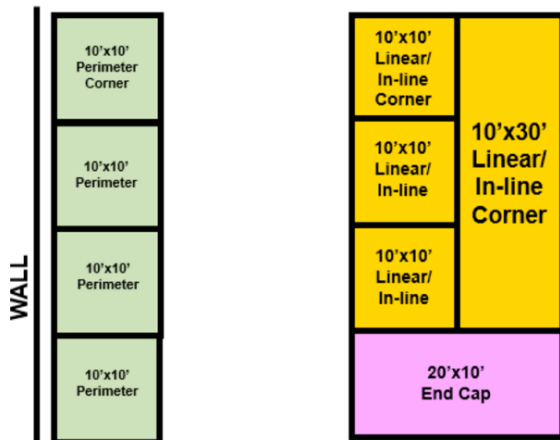 WALL
10'x10'
Perimeter
Corner
10'x10'
Perimeter
10'x10'
Perimeter
10'x10'
Perimeter
10'x10'
Linear/
In-line
Corner
10'x10'
Linear/
In-line
10'x10'
Linear/
In-line
10'x30'
Linear/
In-line
Corner
20'x10'
End Cap